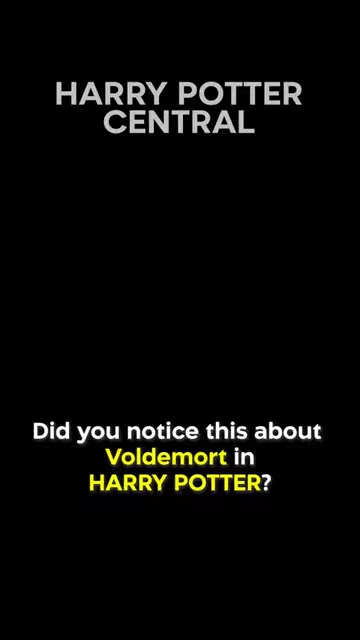 HARRY POTTER
CENTRAL
Did you notice this about
Voldemort in
HARRY POTTER?